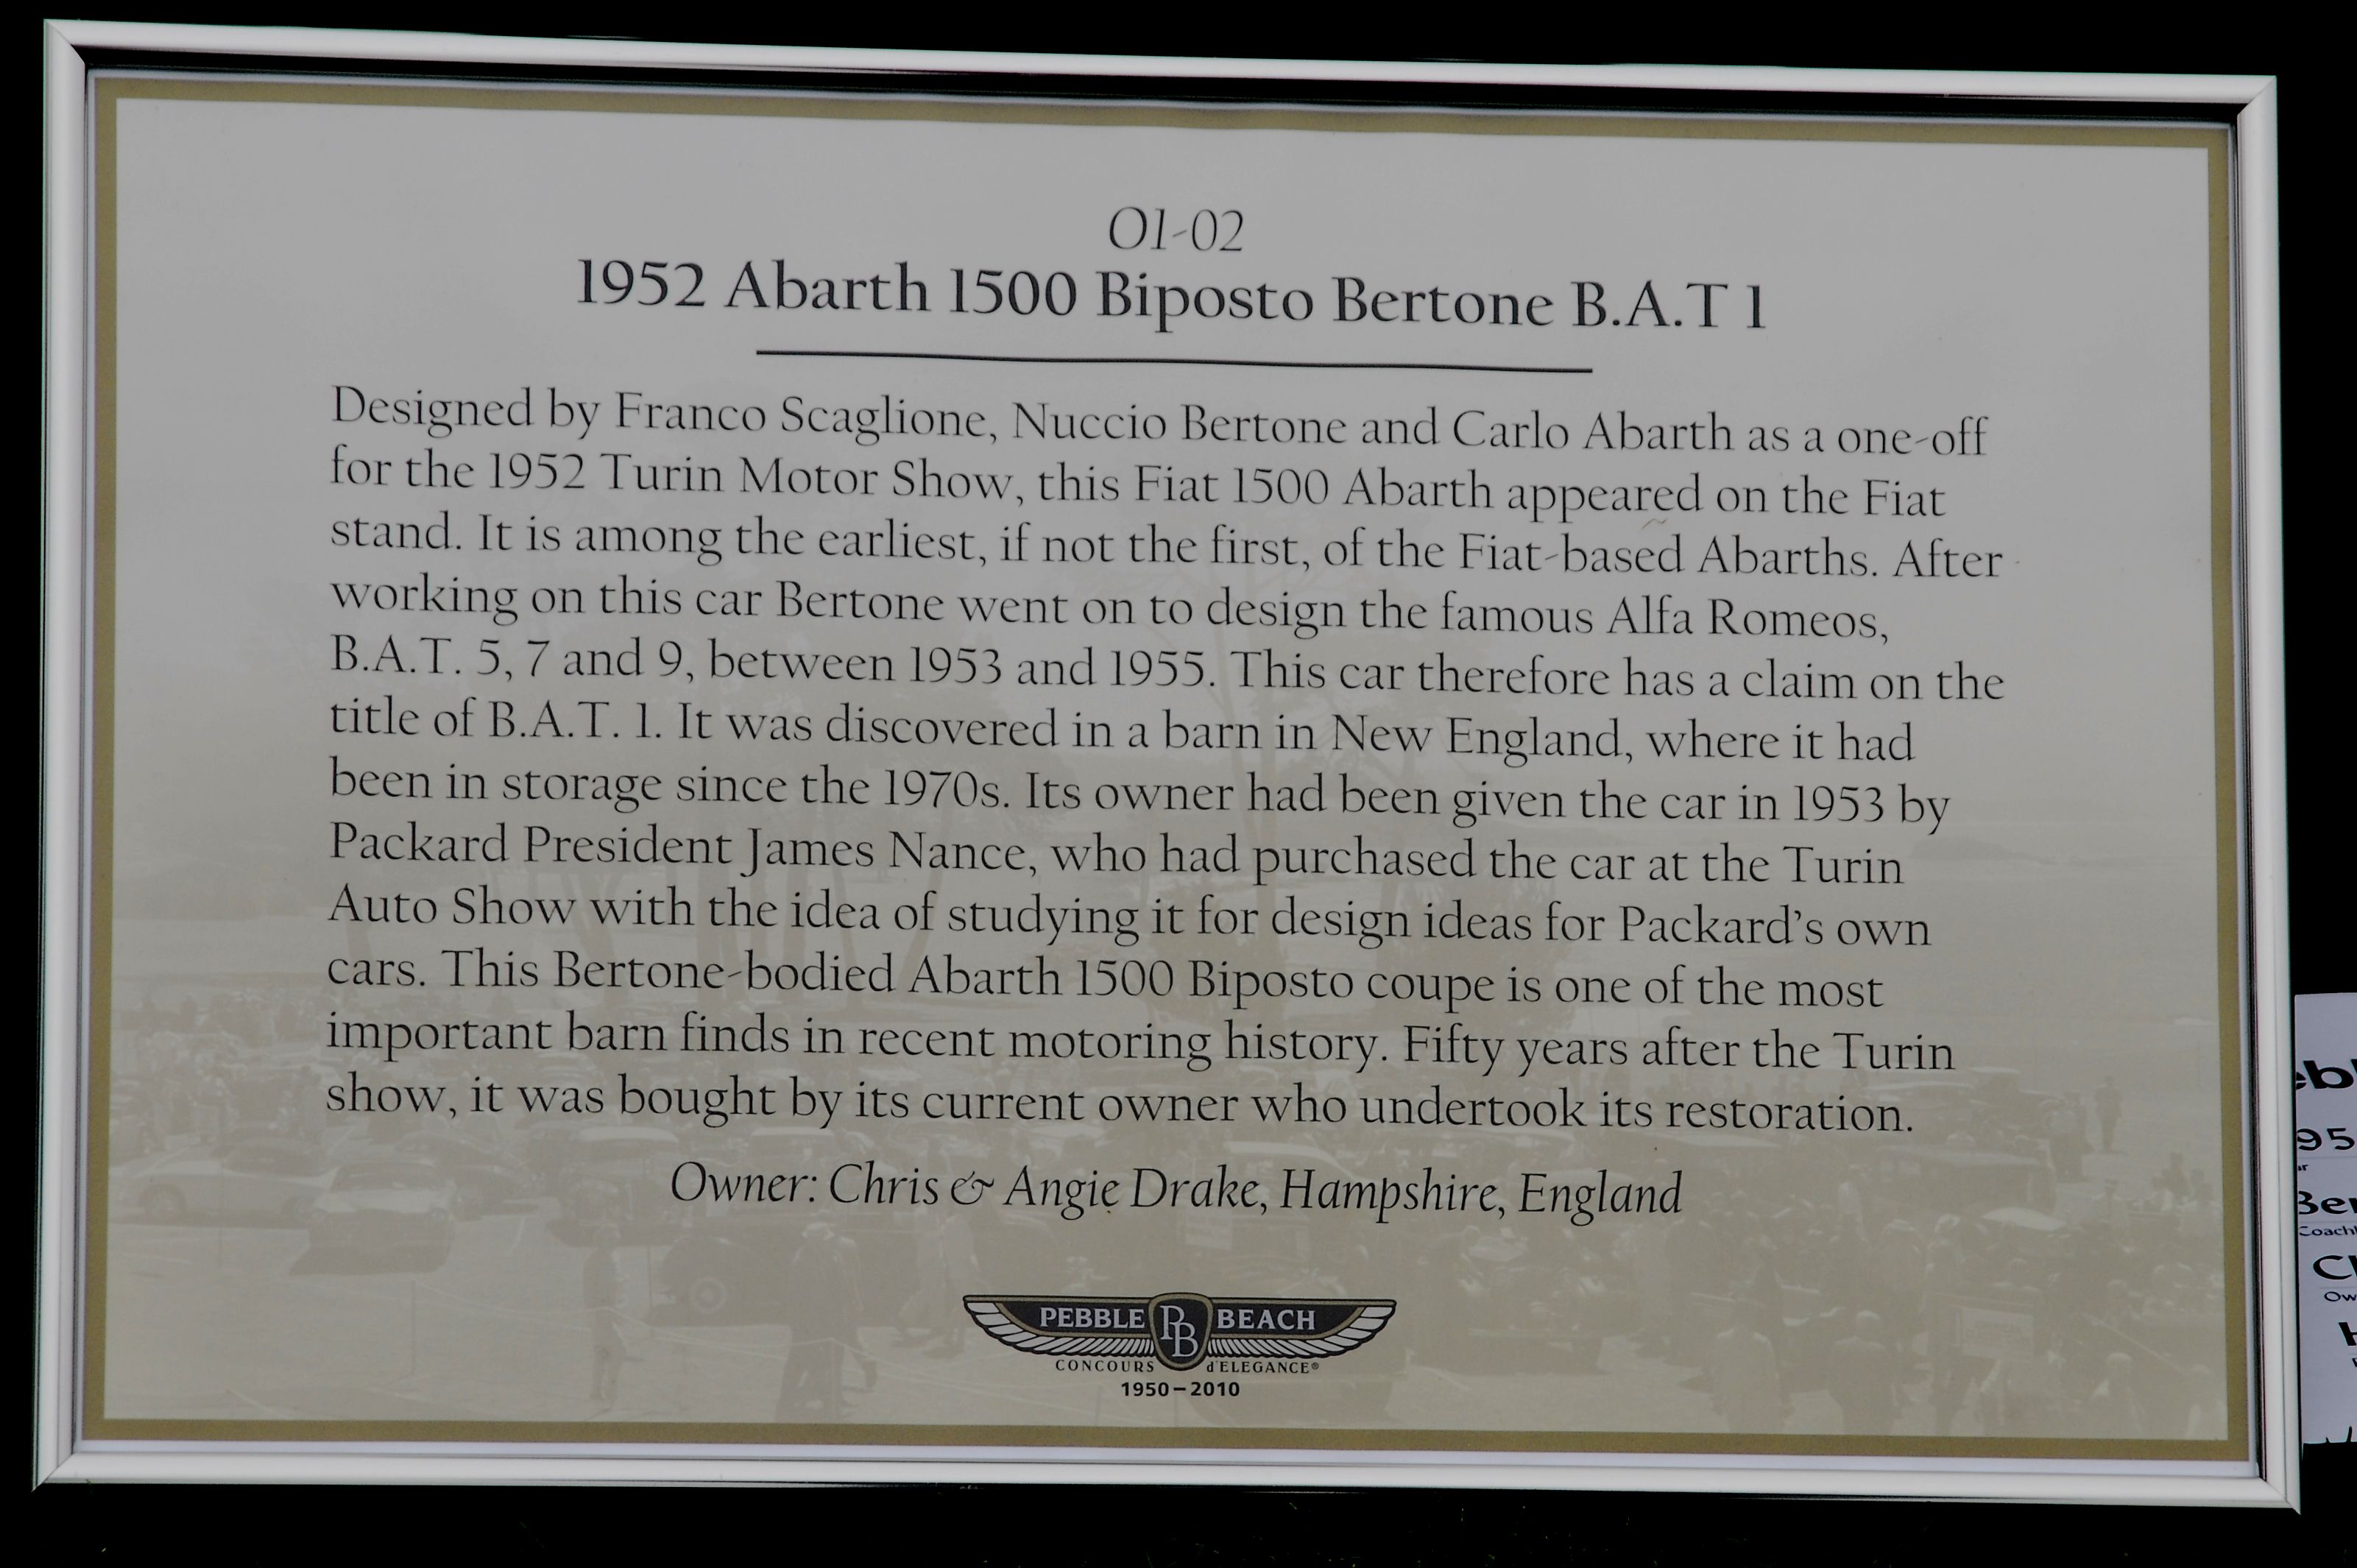 O1-02
1952 Abarth 1500 Biposto Bertone B.A.T 1
Designed by Franco Scaglione, Nuccio Bertone and Carlo Abarth as a one-off
for the 1952 Turin Motor Show, this Fiat 1500 Abarth appeared on the Fiat
stand. It is among the earliest, if not the first, of the Fiat-based Abarths. After
working on this car Bertone went on to design the famous Alfa Romeos,
B.A.T. 5, 7 and 9, between 1953 and 1955. This car therefore has a claim on the
title of B.A.T. 1. It was discovered in a barn in New England, where it had
been in storage since the 1970s. Its owner had been given the car in 1953 by
Packard President James Nance, who had purchased the car at the Turin
Auto Show with the idea of studying it for design ideas for Packard's own
cars. This Bertone-bodied Abarth 1500 Biposto coupe is one of the most
important barn finds in recent motoring history. Fifty years after the Turin
show, it was bought by its current owner who undertook its restoration.
Owner: Chris & Angie Drake, Hampshire, England
PEBBLE PB BEACH
CONCOURS d'ELEGANCE®
1950–2010